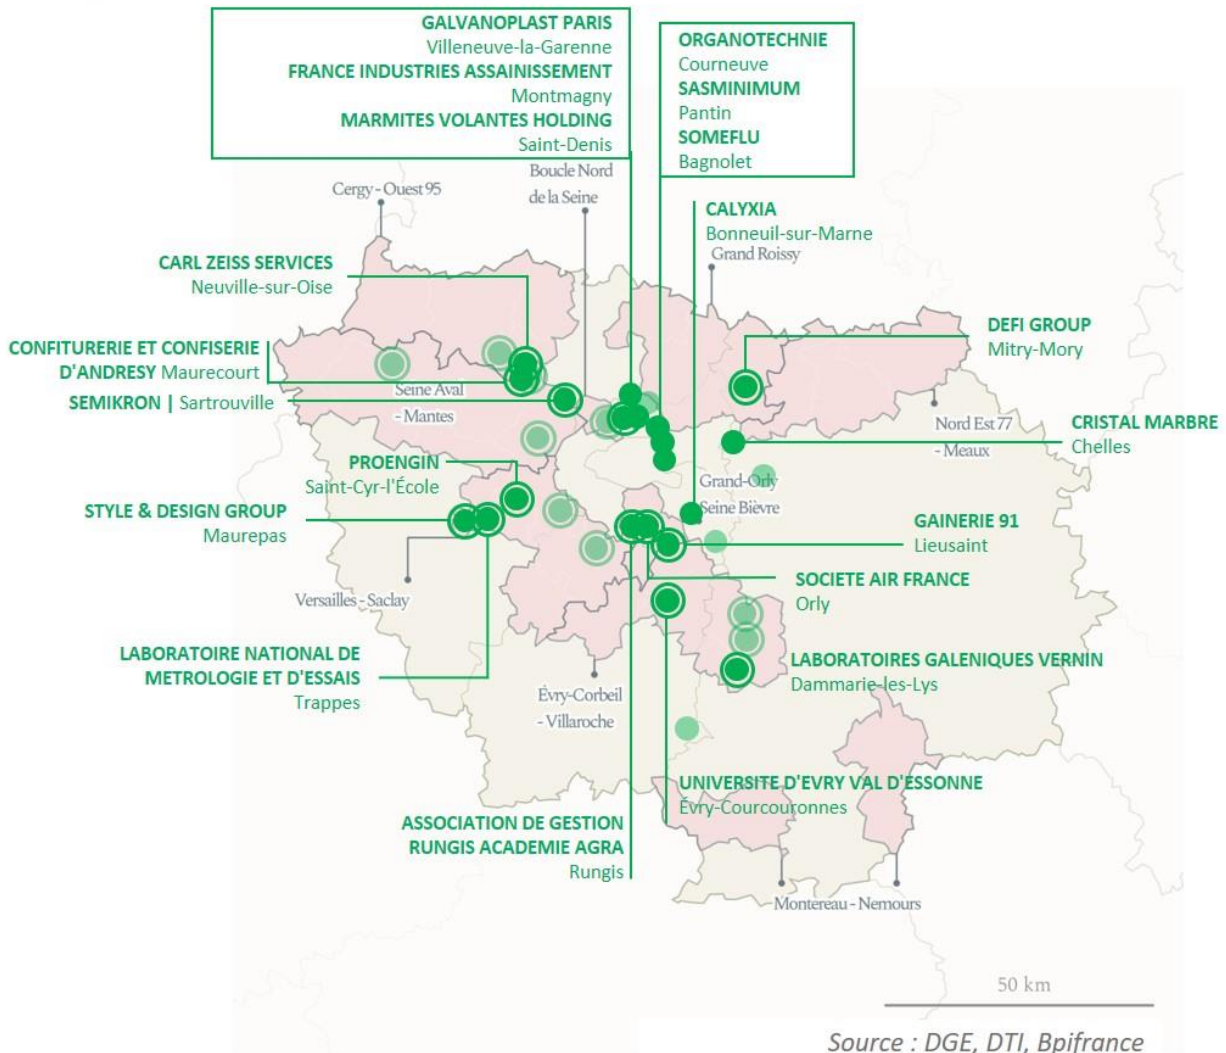 GALVANOPLAST PARIS
Villeneuve-la-Garenne
FRANCE INDUSTRIES ASSAINISSEMENT
Montmagny
MARMITES VOLANTES HOLDING
Saint-Denis
ORGANOTECHNIE
Courneuve
SASMINIMUM
Pantin
SOMEFLU
Bagnolet
Boucle Nord
de la Seine
Cergy - Ouest 95
CALYXIA
Bonneuil-sur-Marne
Grand Roissy
CARL ZEISS SERVICES
Neuville-sur-Oise
DEFI GROUP
Mitry-Mory
CONFITURERIE ET CONFISERIE
D'ANDRESY Maurecourt
SEMIKRON | Sartrouville
Seine Aval
- Mantes
Nord Est 77
- Meaux
CRISTAL MARBRE
Chelles
PROENGIN
Saint-Cyr-l'École
Grand-Orly
Seine Bièvre
STYLE & DESIGN GROUP
Maurepas
GAINERIE 91
Lieusaint
SOCIETE AIR FRANCE
Orly
Versailles - Saclay
LABORATOIRE NATIONAL DE
METROLOGIE ET D'ESSAIS
Trappes
LABORATOIRES GALENIQUES VERNIN
Dammarie-les-Lys
Évry-Corbeil
- Villaroche
UNIVERSITE D'EVRY VAL D'ESSONNE
Évry-Courcouronnes
ASSOCIATION DE GESTION
RUNGIS ACADEMIE AGRA
Rungis
Montereau - Nemours
50 km
Source : DGE, DTI, Bpifrance